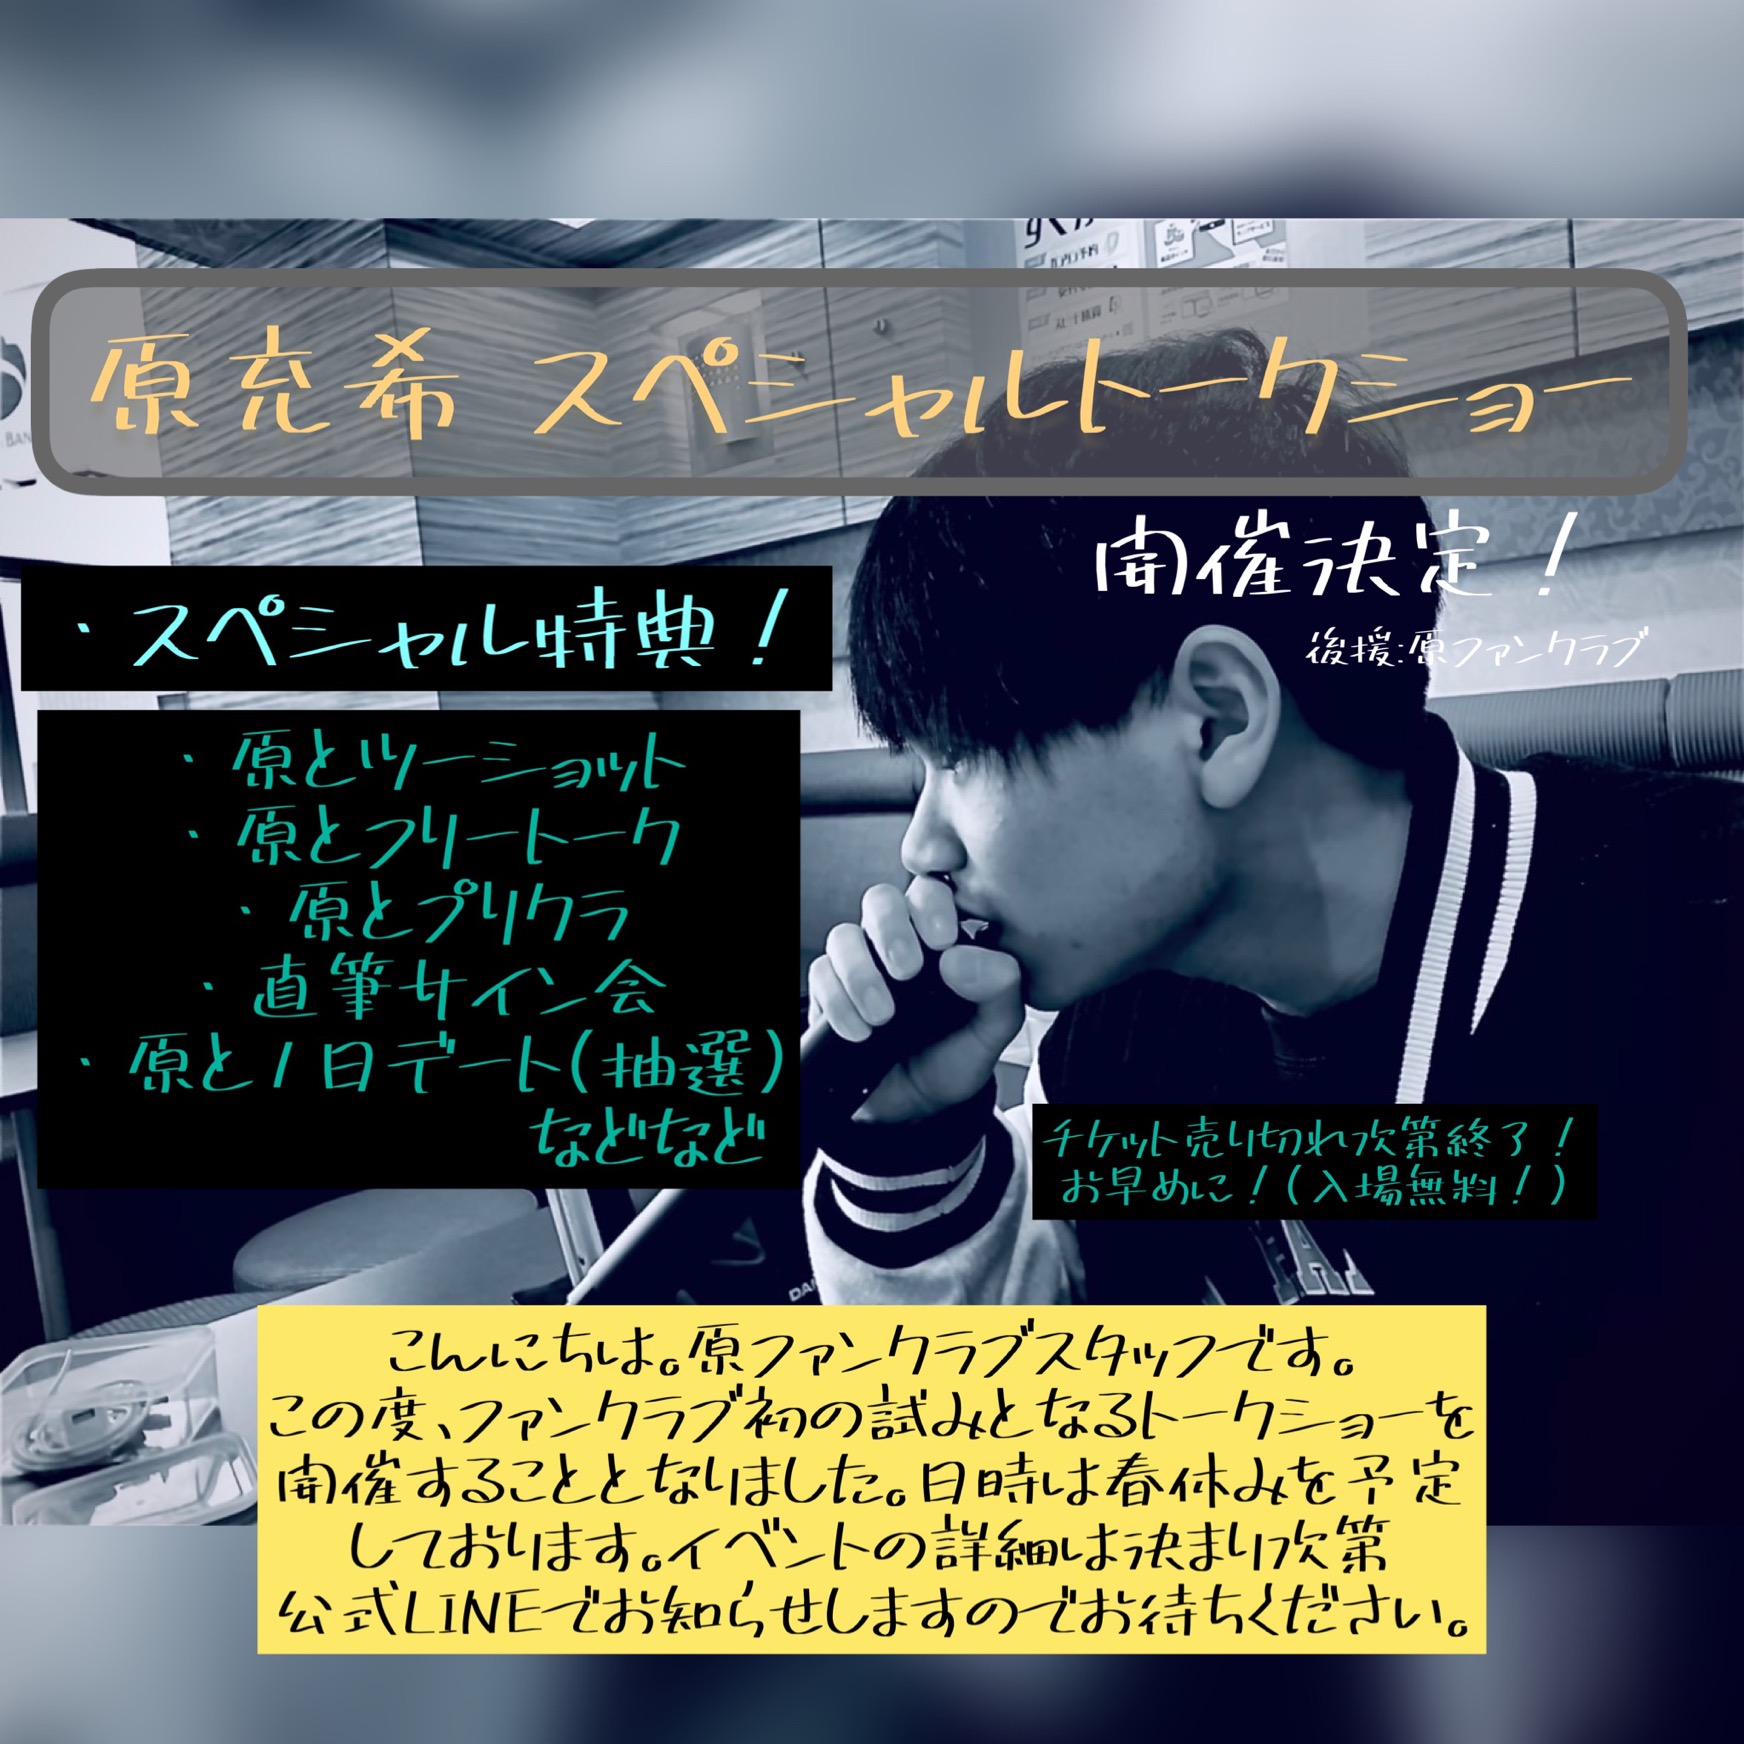 原充希 スペシャルトークショー
開催決定！
後援:原ファンクラブ
・スペシャル特典！
・原とツーショット
・原とフリートーク
・原とプリクラ
・直筆サイン会
・原と1日デート(抽選)
などなど
チケット売り切れ次第終了！
お早めに！(入場無料！)
こんにちは。原ファンクラブスタッフです。
この度、ファンクラブ初の試みとなるトークショーを
開催することとなりました。日時は春休みを予定
しております。イベントの詳細は決まり次第
公式LINEでお知らせしますのでお待ちください。